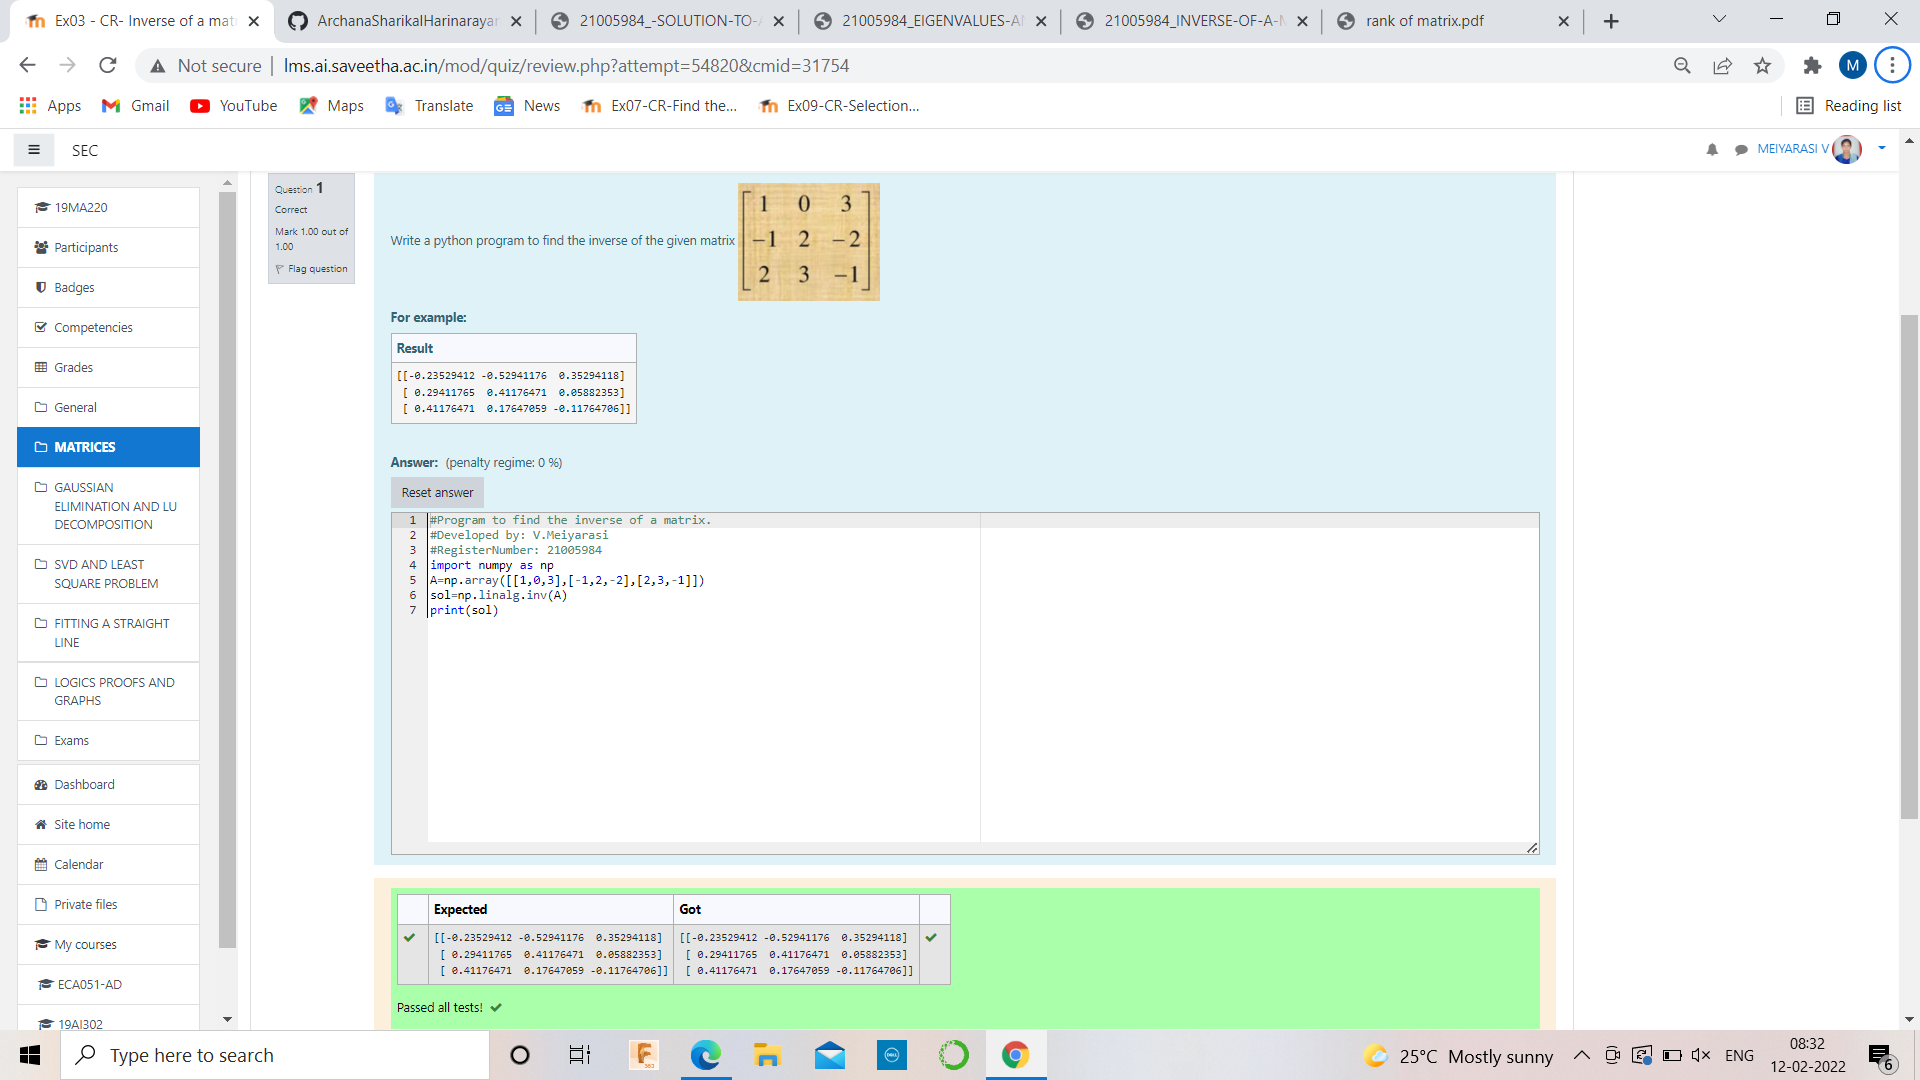 Ex03 - CR- Inverse of a mat
ArchanaSharikalHarinarayan
21005984_-SOLUTION-TO-
21005984_EIGENVALUES-A
21005984_INVERSE-OF-A-M
rank of matrix.pdf
Not secure
lms.ai.saveetha.ac.in/mod/quiz/review.php?attempt=54820&cmid=31754
M
Apps
Gmail
YouTube
Maps
Translate
News
Ex07-CR-Find the...
Ex09-CR-Selection...
Reading list
SEC
MEIYARASI V
19MA220
Participants
Badges
Competencies
Grades
General
MATRICES
GAUSSIAN
ELIMINATION AND LU
DECOMPOSITION
SVD AND LEAST
SQUARE PROBLEM
FITTING A STRAIGHT
LINE
LOGICS PROOFS AND
GRAPHS
Exams
Dashboard
Site home
Calendar
Private files
My courses
ECA051-AD
19AI302
Question 1
Correct
Mark 1.00 out of
1.00
Flag question
Write a python program to find the inverse of the given matrix
1 0 3
-1 2 -2
2 3 -1
For example:
Result
[[-0.23529412 -0.52941176 0.35294118]
[ 0.29411765 0.41176471 0.05882353]
[ 0.41176471 0.17647059 -0.11764706]]
Answer: (penalty regime: 0 %)
Reset answer
1 #Program to find the inverse of a matrix.
2 #Developed by: V.Meiyarasi
3 #RegisterNumber: 21005984
4 import numpy as np
5 A=np.array([[1,0,3],[-1,2,-2],[2,3,-1]])
6 sol=np.linalg.inv(A)
7 print(sol)
Expected Got
[[-0.23529412 -0.52941176 0.35294118] [[-0.23529412 -0.52941176 0.35294118]
[ 0.29411765 0.41176471 0.05882353] [ 0.29411765 0.41176471 0.05882353]
[ 0.41176471 0.17647059 -0.11764706]] [ 0.41176471 0.17647059 -0.11764706]]
Passed all tests!
Type here to search
25°C Mostly sunny
ENG
08:32
12-02-2022
6